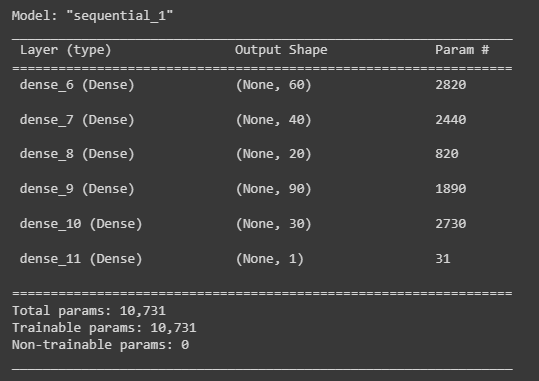 Model: "sequential_1"
_________________________________________________________________
Layer (type) Output Shape Param #
=================================================================
dense_6 (Dense) (None, 60) 2820
dense_7 (Dense) (None, 40) 2440
dense_8 (Dense) (None, 20) 820
dense_9 (Dense) (None, 90) 1890
dense_10 (Dense) (None, 30) 2730
dense_11 (Dense) (None, 1) 31
=================================================================
Total params: 10,731
Trainable params: 10,731
Non-trainable params: 0
_________________________________________________________________